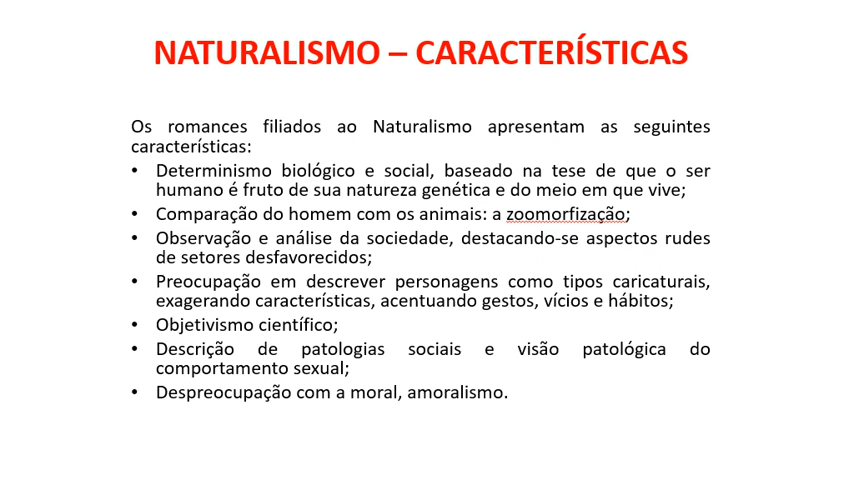 NATURALISMO – CARACTERÍSTICAS
Os romances filiados ao Naturalismo apresentam as seguintes
características:
• Determinismo biológico e social, baseado na tese de que o ser
humano é fruto de sua natureza genética e do meio em que vive;
• Comparação do homem com os animais: a zoomorfização;
• Observação e análise da sociedade, destacando-se aspectos rudes
de setores desfavorecidos;
• Preocupação em descrever personagens como tipos caricaturais,
exagerando características, acentuando gestos, vícios e hábitos;
• Objetivismo científico;
• Descrição de patologias sociais e visão patológica do
comportamento sexual;
• Despreocupação com a moral, amoralismo.